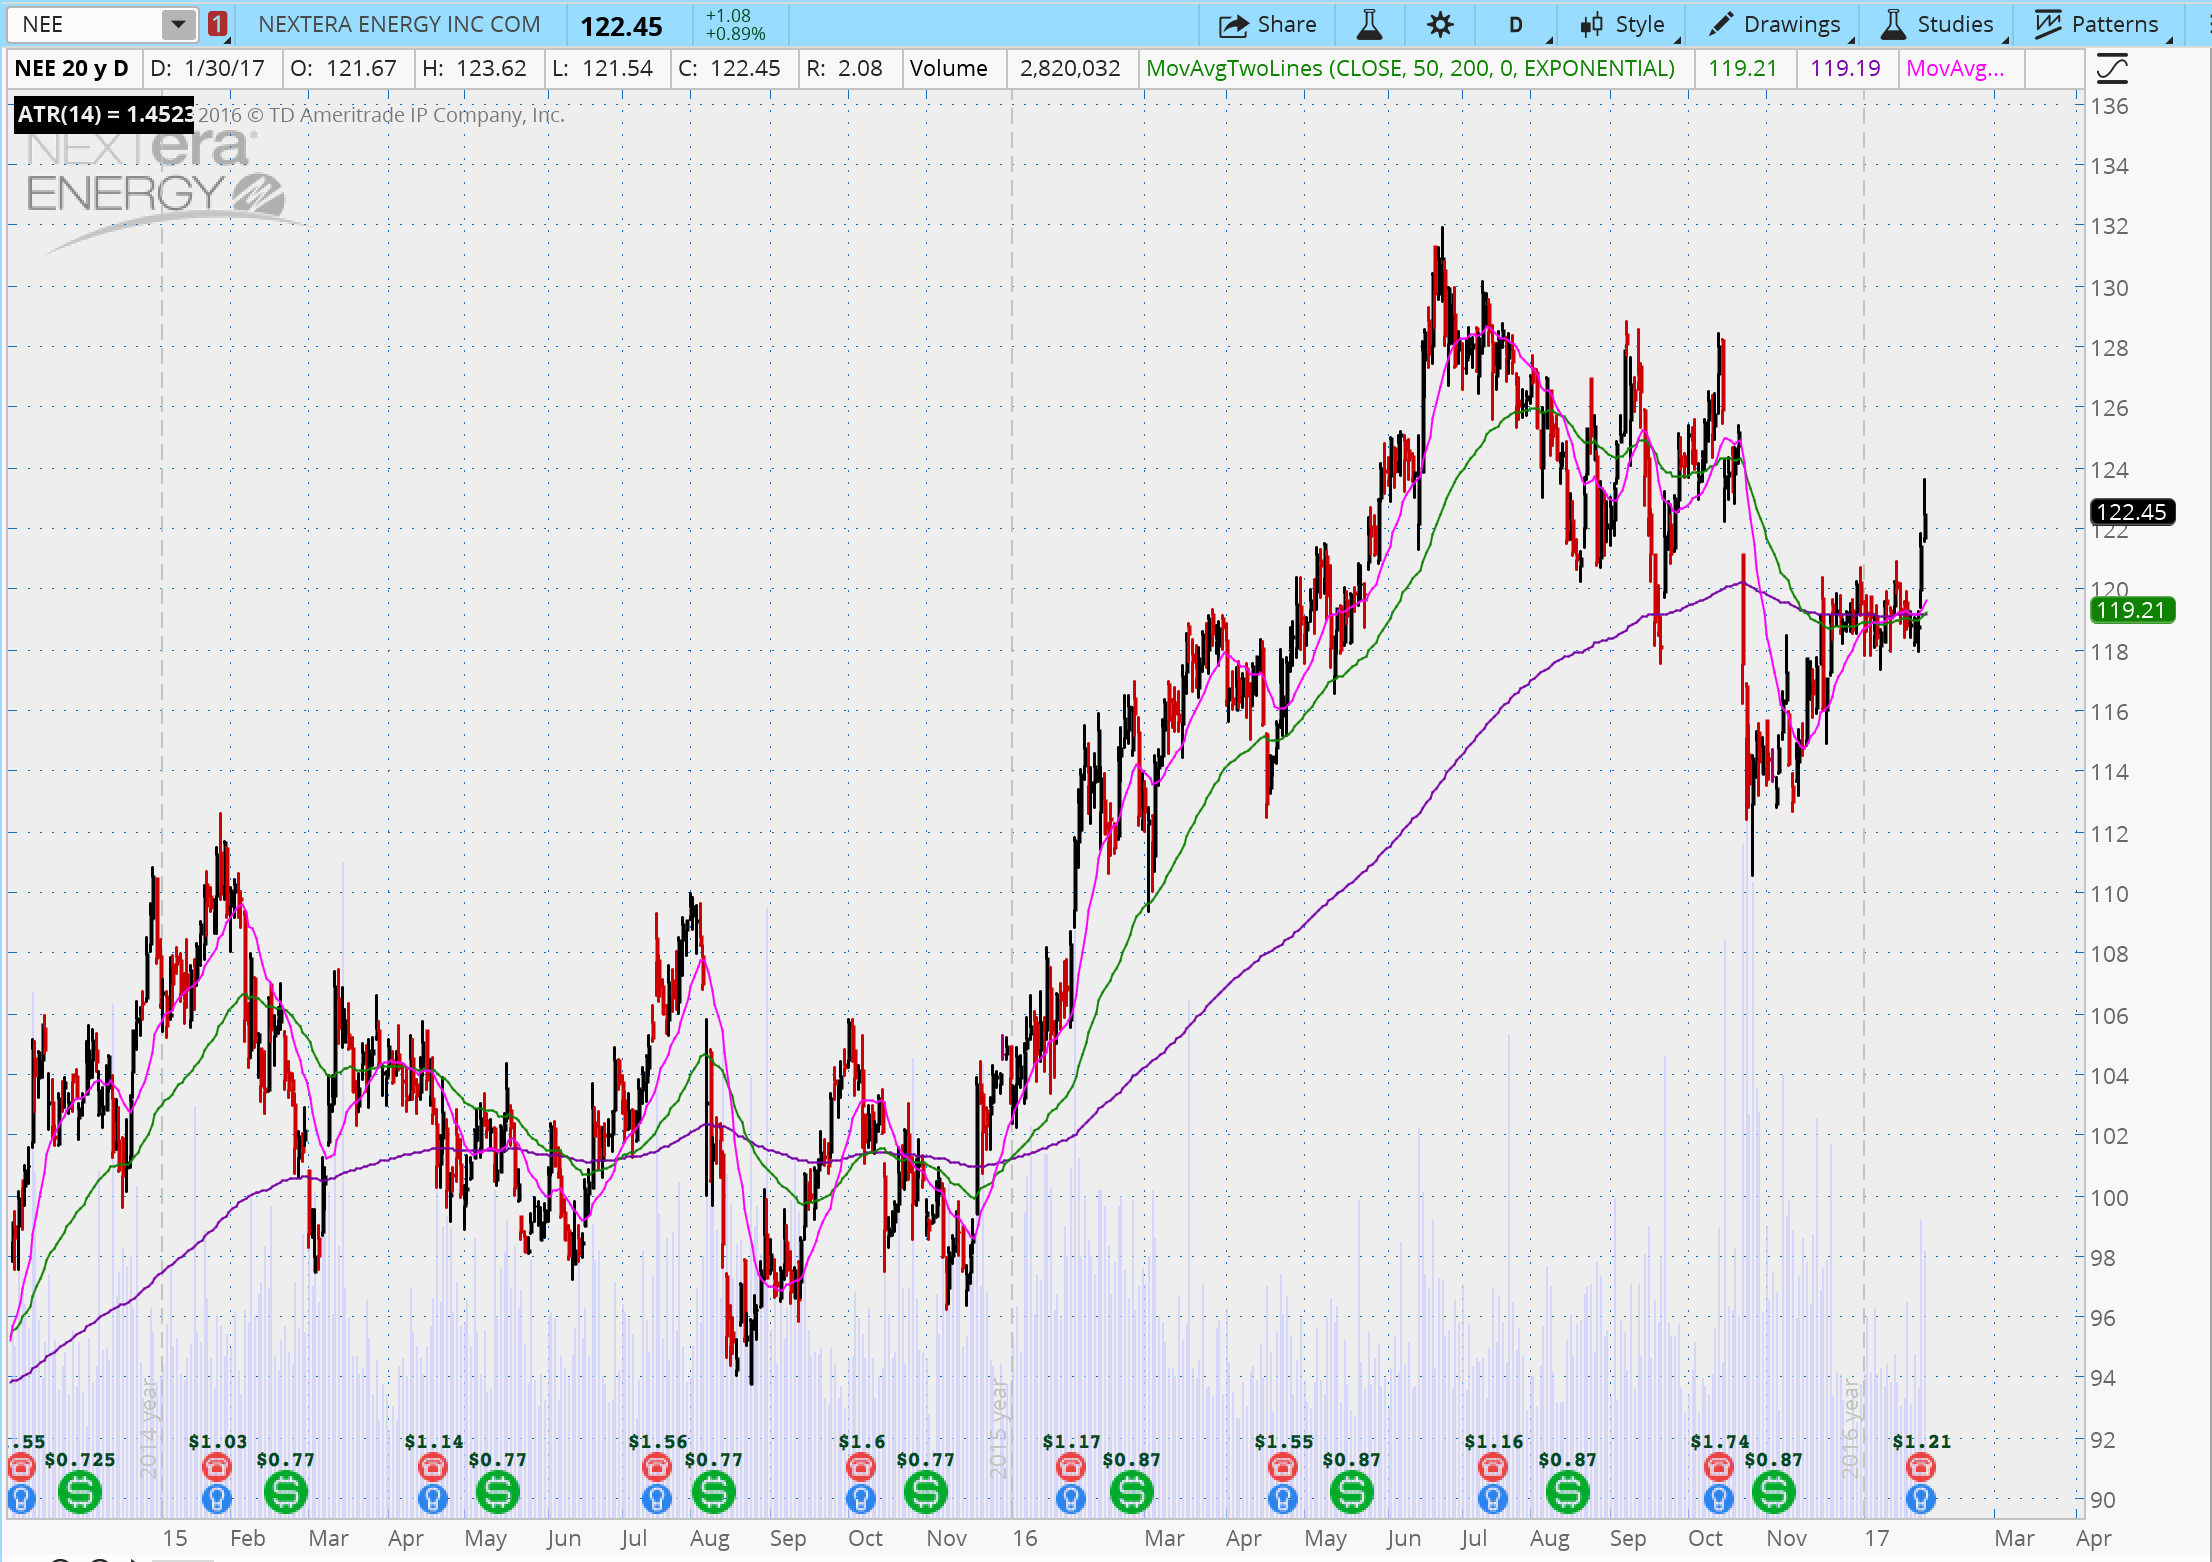 NEE 1 NEXTERA ENERGY INC COM 122.45 +1.08 Share D Style Drawings Studies Patterns
+0.89%
NEE 20 y D D: 1/30/17 O: 121.67 H: 123.62 L: 121.54 C: 122.45 R: 2.08 Volume 2,820,032 MovAvgTwoLines (CLOSE, 50, 200, 0, EXPONENTIAL) 119.21 119.19 MovAvg...
ATR(14) = 1.4523 2016 © TD Ameritrade IP Company, Inc.
NEXTera
ENERGY
136
134
132
130
128
126
124
122.45
122
120
119.21
118
116
114
112
110
108
106
104
102
100
98
96
94
92
90
2014 year
2015 year
2016 year
.55 $1.03 $1.14 $1.56 $1.6 $1.17 $1.55 $1.16 $1.74 $1.21
$0.725 $0.77 $0.77 $0.77 $0.77 $0.87 $0.87 $0.87 $0.87
15 Feb Mar Apr May Jun Jul Aug Sep Oct Nov 16 Mar Apr May Jun Jul Aug Sep Oct Nov 17 Mar Apr